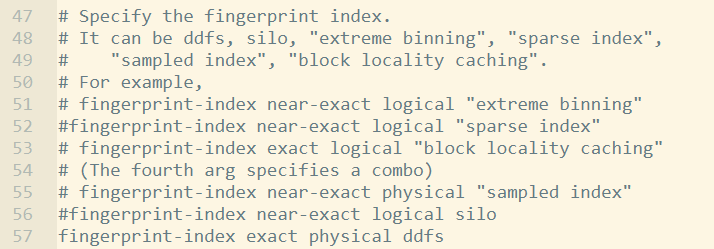 47 # Specify the fingerprint index.
48 # It can be ddfs, silo, "extreme binning", "sparse index",
49 #    "sampled index", "block locality caching".
50 # For example,
51 # fingerprint-index near-exact logical "extreme binning"
52 #fingerprint-index near-exact logical "sparse index"
53 # fingerprint-index exact logical "block locality caching"
54 # (The fourth arg specifies a combo)
55 # fingerprint-index near-exact physical "sampled index"
56 #fingerprint-index near-exact logical silo
57 fingerprint-index exact physical ddfs